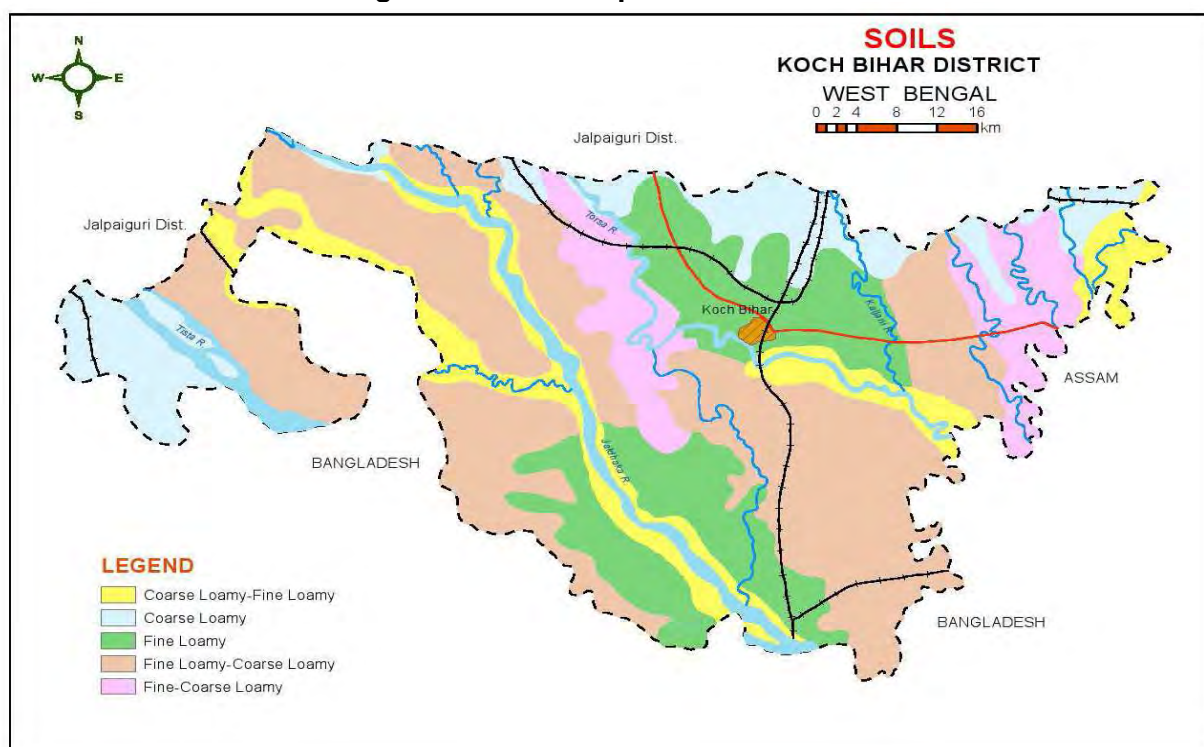 SOILS
KOCH BIHAR DISTRICT
WEST BENGAL
0 2 4 8 12 16
km
N
W E
S
Jalpaiguri Dist.
Jalpaiguri Dist.
Torsa R.
Koch Bihar
Kaljani R.
Tista R.
ASSAM
BANGLADESH
Jaldhaka R.
BANGLADESH
LEGEND
Coarse Loamy-Fine Loamy
Coarse Loamy
Fine Loamy
Fine Loamy-Coarse Loamy
Fine-Coarse Loamy